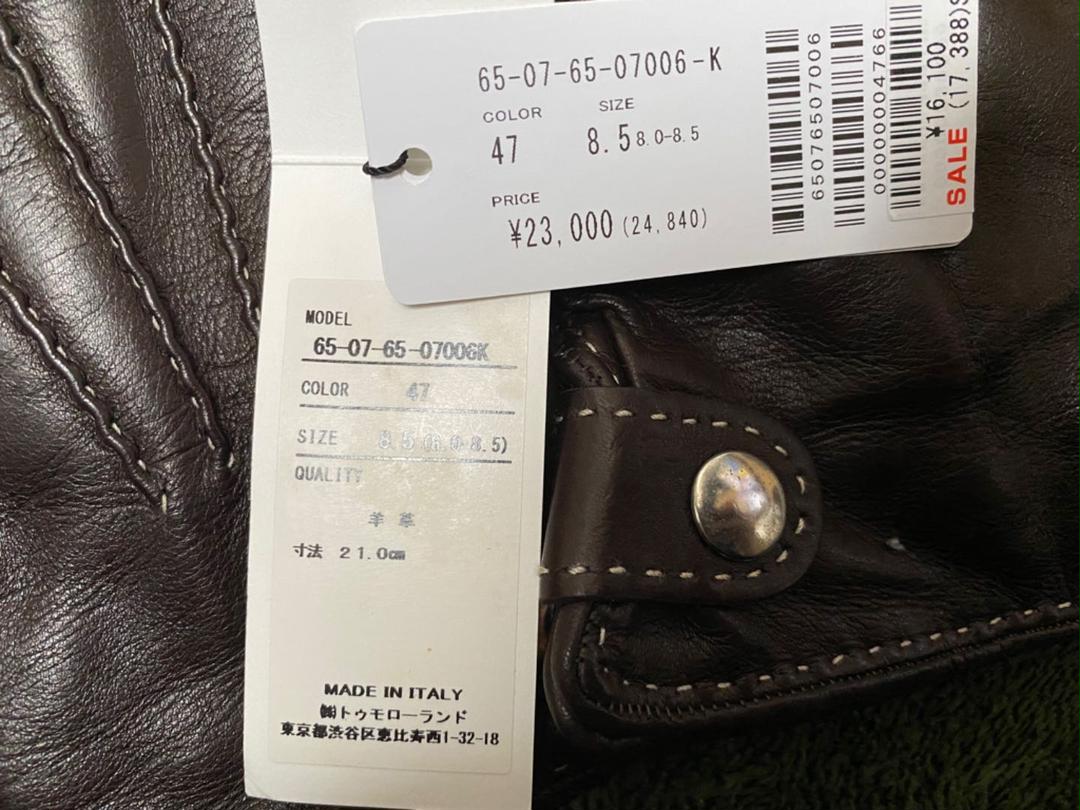 65-07-65-07006-K
COLOR SIZE
47 8.5 8.0-8.5
PRICE
¥23,000 (24,840)
6507650​7006
0000000004766
¥16,100
(17,388)
SALE
MODEL
65-07-65-07006K
COLOR 47
SIZE 8.5 (8.0-8.5)
QUALITY
羊革
寸法 21.0cm
MADE IN ITALY
㈱トゥモローランド
東京都渋谷区恵比寿西1-32-18